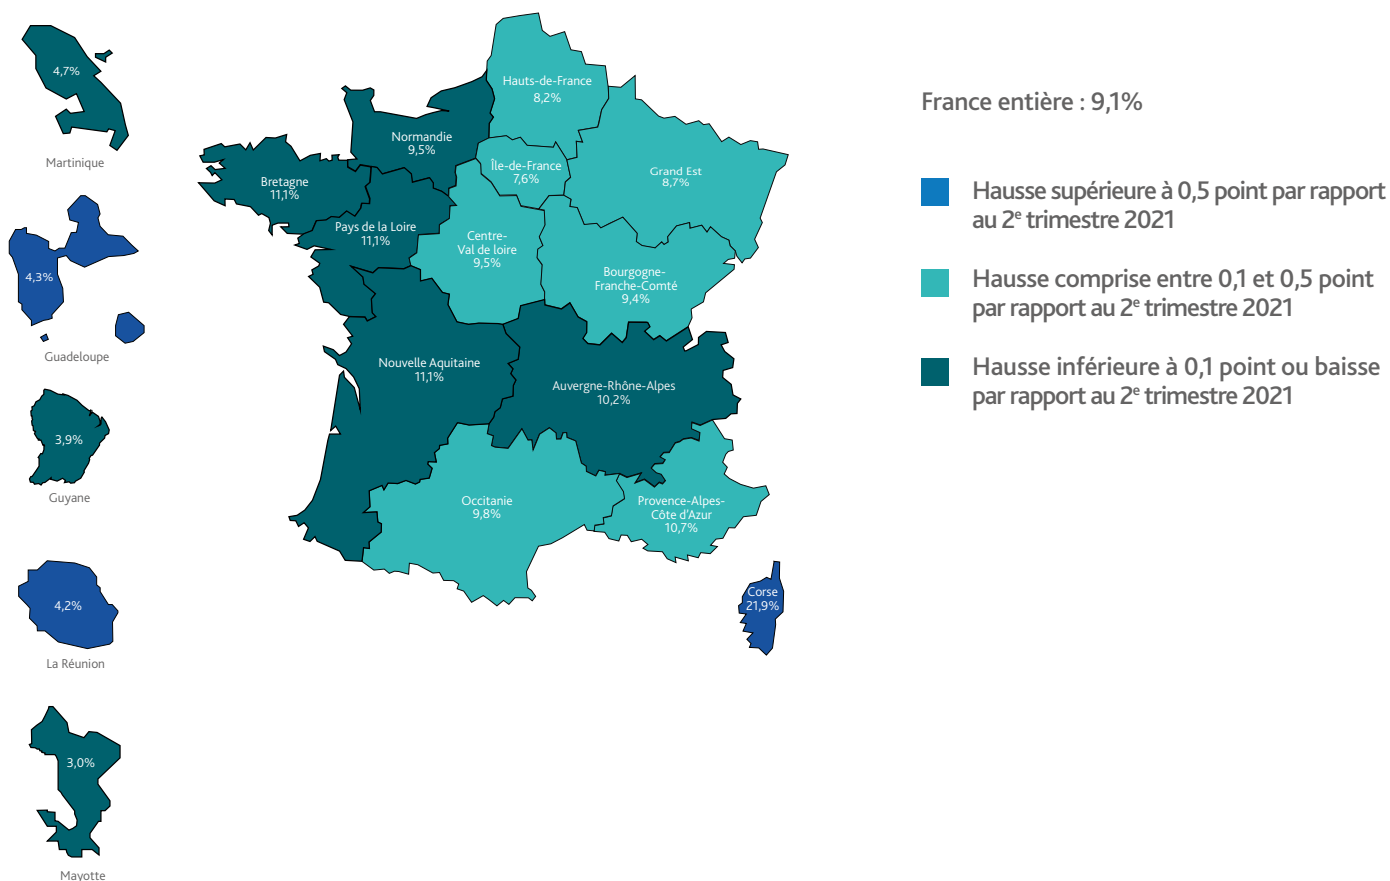 4,7%
Martinique
4,3%
Guadeloupe
3,9%
Guyane
4,2%
La Réunion
3,0%
Mayotte
Hauts-de-France
8,2%
Normandie
9,5%
Île-de-France
7,6%
Grand Est
8,7%
Bretagne
11,1%
Pays de la Loire
11,1%
Centre-
Val de loire
9,5%
Bourgogne-
Franche-Comté
9,4%
Nouvelle Aquitaine
11,1%
Auvergne-Rhône-Alpes
10,2%
Occitanie
9,8%
Provence-Alpes-
Côte d'Azur
10,7%
Corse
21,9%
France entière : 9,1%
Hausse supérieure à 0,5 point par rapport
au 2e trimestre 2021
Hausse comprise entre 0,1 et 0,5 point
par rapport au 2e trimestre 2021
Hausse inférieure à 0,1 point ou baisse
par rapport au 2e trimestre 2021